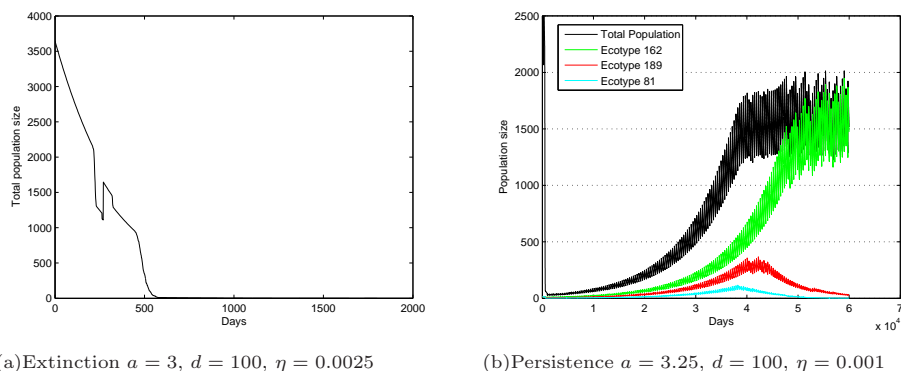 4000
3500
3000
2500
2000
1500
1000
500
0
Total population size
0 500 1000 1500 2000
Days
(a)Extinction a = 3, d = 100, η = 0.0025
2500
2000
1500
1000
500
0
Population size
Total Population
Ecotype 162
Ecotype 189
Ecotype 81
0 1 2 3 4 5 6 7
Days
x 10^4
(b)Persistence a = 3.25, d = 100, η = 0.001